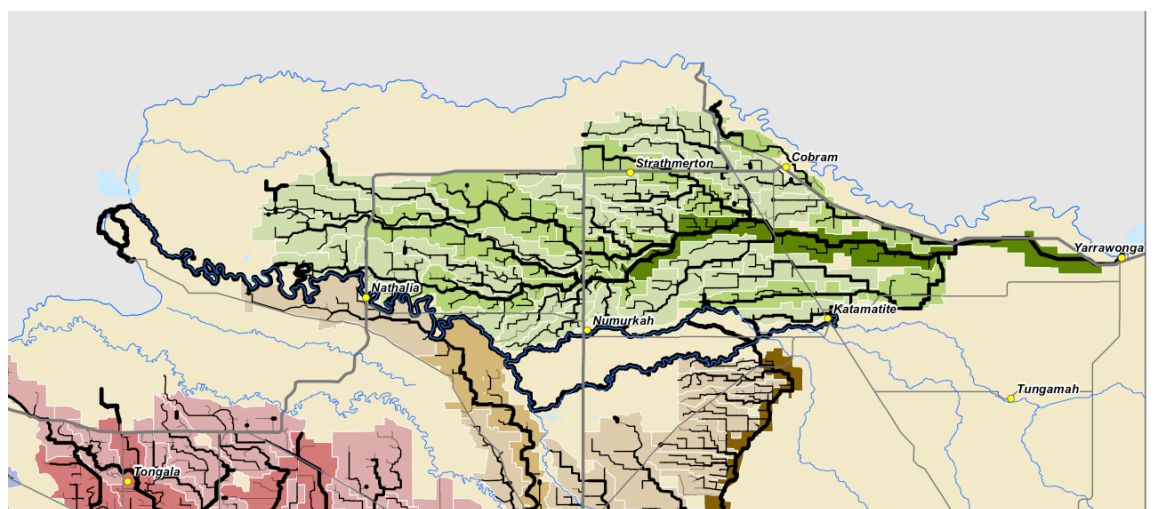 Cobram
Strathmerton
Yarrawonga
Nathalia
Katamatite
Numurkah
Tungamah
Tongala